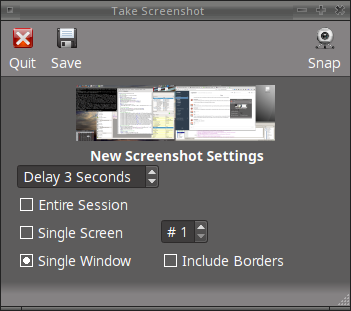 Take Screenshot
Quit Save Snap
New Screenshot Settings
Delay 3 Seconds
Entire Session
Single Screen # 1
Single Window Include Borders